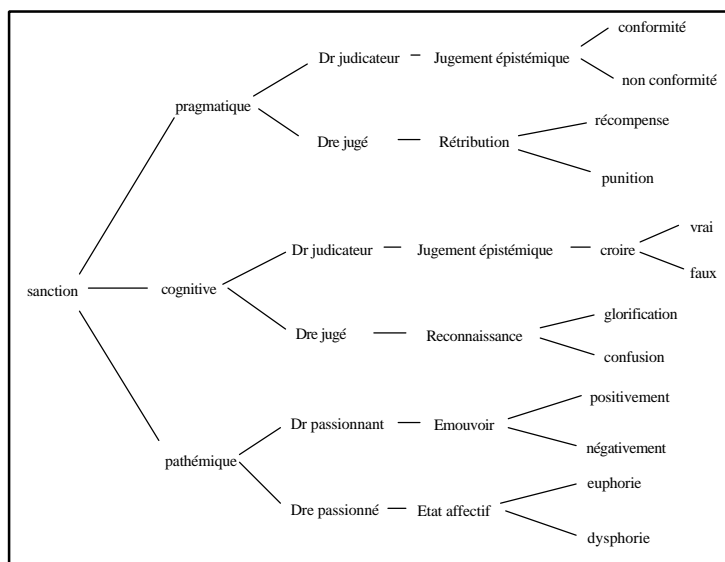 conformité
Dr judicateur
Jugement épistémique
non conformité
pragmatique
récompense
Dre jugé
Rétribution
punition
vrai
Dr judicateur
Jugement épistémique
croire
faux
sanction
cognitive
glorification
Dre jugé
Reconnaissance
confusion
positivement
Dr passionnant
Emouvoir
négativement
pathémique
euphorie
Dre passionné
Etat affectif
dysphorie